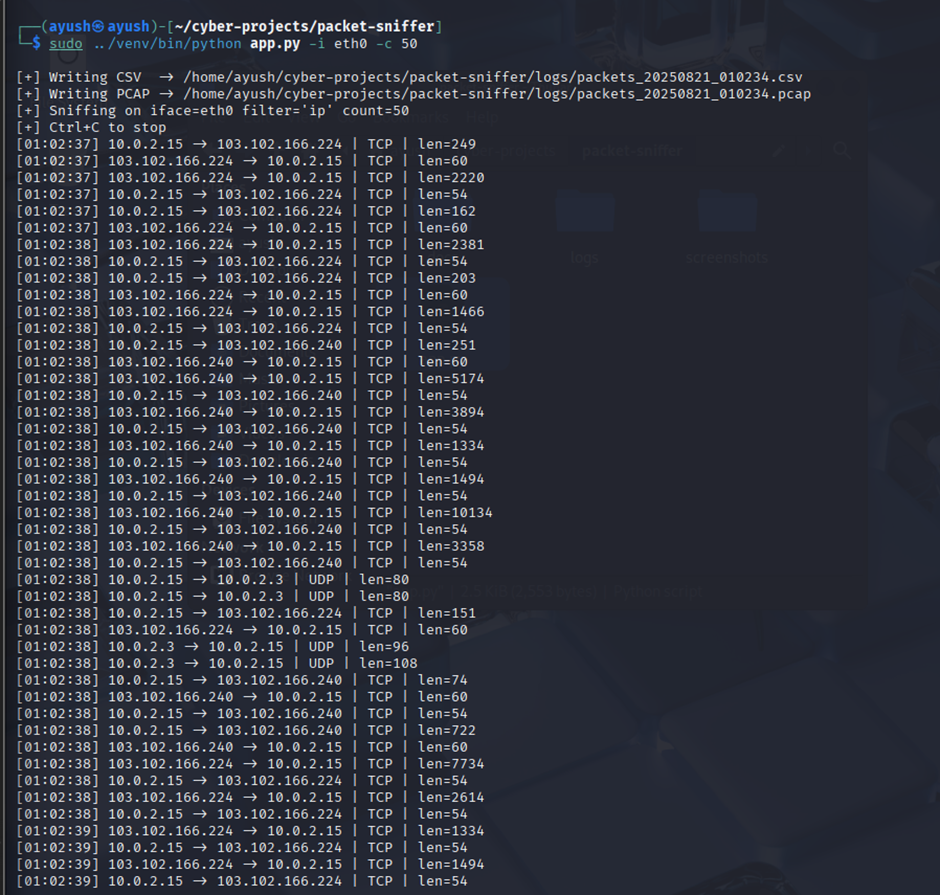 ┌──(ayush㉿ayush)-[~/cyber-projects/packet-sniffer]
└─$ sudo ../venv/bin/python app.py -i eth0 -c 50
[+] Writing CSV → /home/ayush/cyber-projects/packet-sniffer/logs/packets_20250821_010234.csv
[+] Writing PCAP → /home/ayush/cyber-projects/packet-sniffer/logs/packets_20250821_010234.pcap
[+] Sniffing on iface=eth0 filter='ip' count=50
[+] Ctrl+C to stop
[01:02:37] 10.0.2.15 → 103.102.166.224 | TCP | len=249
[01:02:37] 103.102.166.224 → 10.0.2.15 | TCP | len=60
[01:02:37] 103.102.166.224 → 10.0.2.15 | TCP | len=2220
[01:02:37] 10.0.2.15 → 103.102.166.224 | TCP | len=54
[01:02:37] 10.0.2.15 → 103.102.166.224 | TCP | len=162
[01:02:37] 103.102.166.224 → 10.0.2.15 | TCP | len=60
[01:02:38] 103.102.166.224 → 10.0.2.15 | TCP | len=2381
[01:02:38] 10.0.2.15 → 103.102.166.224 | TCP | len=54
[01:02:38] 10.0.2.15 → 103.102.166.224 | TCP | len=203
[01:02:38] 103.102.166.224 → 10.0.2.15 | TCP | len=60
[01:02:38] 103.102.166.224 → 10.0.2.15 | TCP | len=1466
[01:02:38] 10.0.2.15 → 103.102.166.224 | TCP | len=54
[01:02:38] 10.0.2.15 → 103.102.166.240 | TCP | len=251
[01:02:38] 103.102.166.240 → 10.0.2.15 | TCP | len=60
[01:02:38] 103.102.166.240 → 10.0.2.15 | TCP | len=5174
[01:02:38] 10.0.2.15 → 103.102.166.240 | TCP | len=54
[01:02:38] 103.102.166.240 → 10.0.2.15 | TCP | len=3894
[01:02:38] 10.0.2.15 → 103.102.166.240 | TCP | len=54
[01:02:38] 103.102.166.240 → 10.0.2.15 | TCP | len=1334
[01:02:38] 10.0.2.15 → 103.102.166.240 | TCP | len=54
[01:02:38] 103.102.166.240 → 10.0.2.15 | TCP | len=1494
[01:02:38] 10.0.2.15 → 103.102.166.240 | TCP | len=54
[01:02:38] 103.102.166.240 → 10.0.2.15 | TCP | len=10134
[01:02:38] 10.0.2.15 → 103.102.166.240 | TCP | len=54
[01:02:38] 103.102.166.240 → 10.0.2.15 | TCP | len=3358
[01:02:38] 10.0.2.15 → 103.102.166.240 | TCP | len=54
[01:02:38] 10.0.2.15 → 10.0.2.3 | UDP | len=80
[01:02:38] 10.0.2.15 → 10.0.2.3 | UDP | len=80
[01:02:38] 10.0.2.15 → 103.102.166.224 | TCP | len=151
[01:02:38] 103.102.166.224 → 10.0.2.15 | TCP | len=60
[01:02:38] 10.0.2.3 → 10.0.2.15 | UDP | len=96
[01:02:38] 10.0.2.3 → 10.0.2.15 | UDP | len=108
[01:02:38] 10.0.2.15 → 103.102.166.240 | TCP | len=74
[01:02:38] 103.102.166.240 → 10.0.2.15 | TCP | len=60
[01:02:38] 10.0.2.15 → 103.102.166.240 | TCP | len=54
[01:02:38] 10.0.2.15 → 103.102.166.240 | TCP | len=722
[01:02:38] 103.102.166.240 → 10.0.2.15 | TCP | len=60
[01:02:38] 103.102.166.224 → 10.0.2.15 | TCP | len=7734
[01:02:38] 10.0.2.15 → 103.102.166.224 | TCP | len=54
[01:02:38] 103.102.166.224 → 10.0.2.15 | TCP | len=2614
[01:02:38] 10.0.2.15 → 103.102.166.224 | TCP | len=54
[01:02:39] 103.102.166.224 → 10.0.2.15 | TCP | len=1334
[01:02:39] 10.0.2.15 → 103.102.166.224 | TCP | len=54
[01:02:39] 103.102.166.224 → 10.0.2.15 | TCP | len=1494
[01:02:39] 10.0.2.15 → 103.102.166.224 | TCP | len=54
Help
projects
packet-sniffer
logs
screenshots
2.5 KiB (2,553 bytes) | Python script